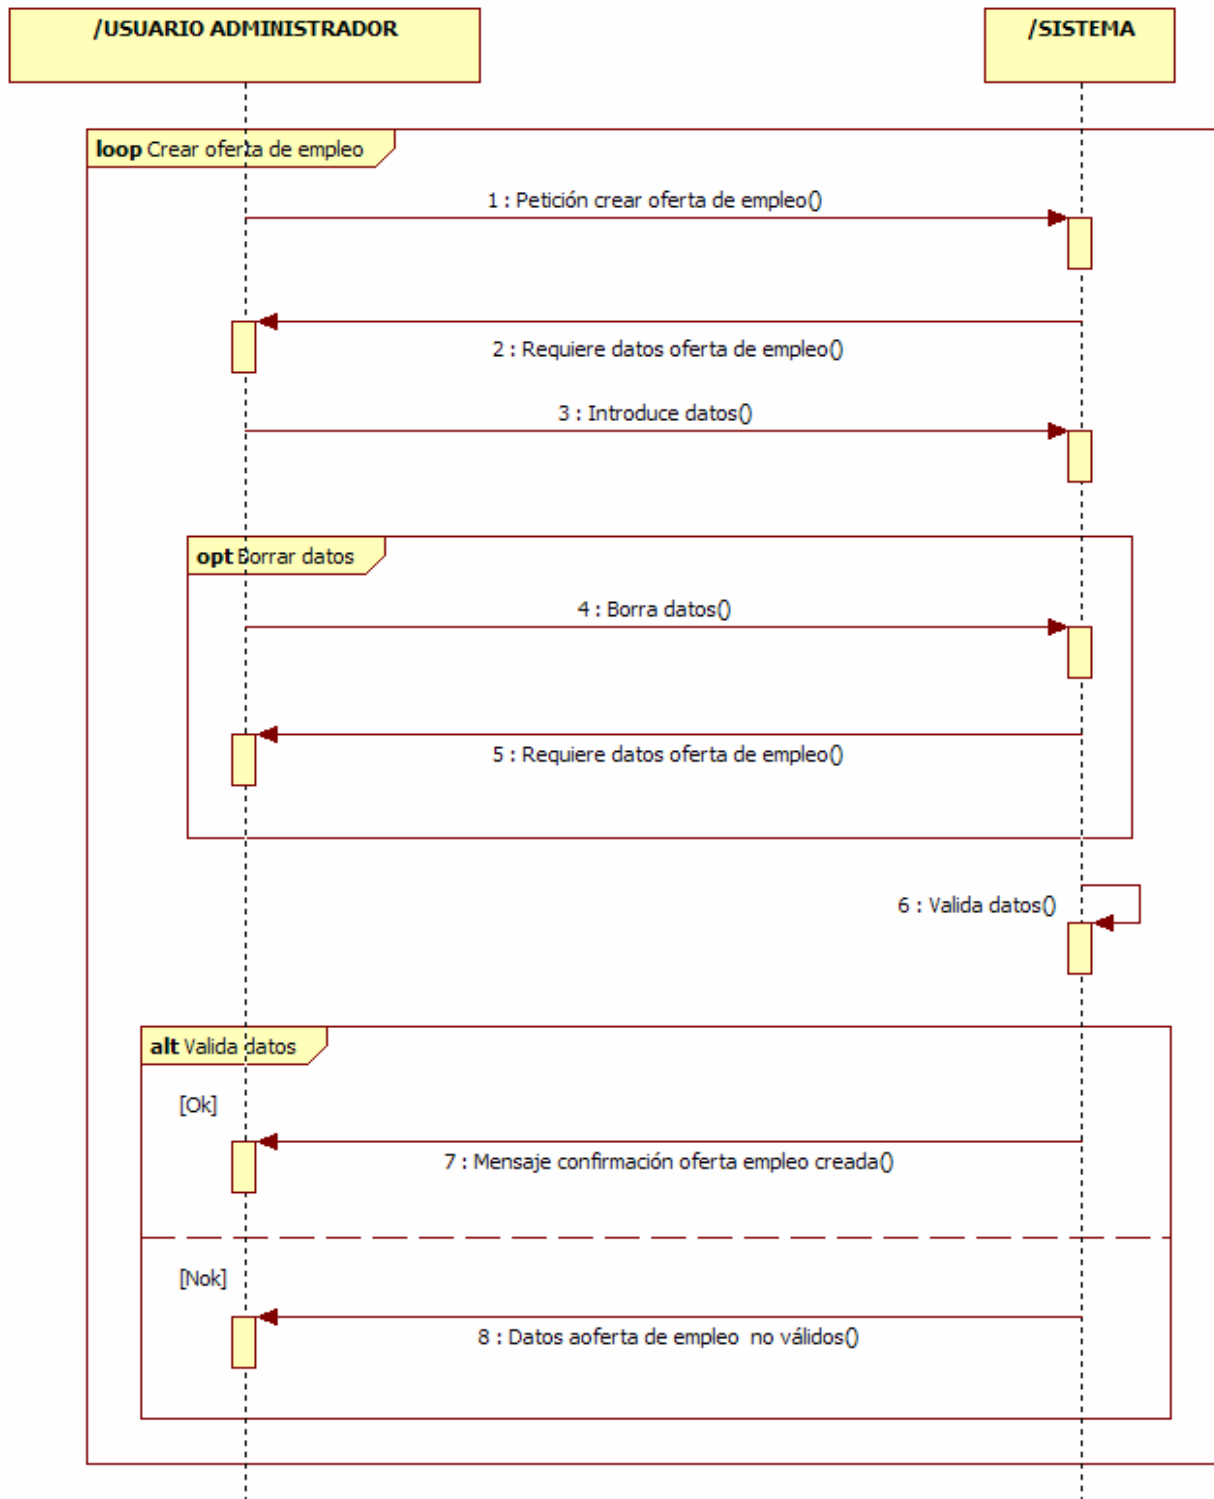 /USUARIO ADMINISTRADOR
/SISTEMA
loop Crear oferta de empleo
1 : Petición crear oferta de empleo()
2 : Requiere datos oferta de empleo()
3 : Introduce datos()
opt Borrar datos
4 : Borra datos()
5 : Requiere datos oferta de empleo()
6 : Valida datos()
alt Valida datos
[Ok]
7 : Mensaje confirmación oferta empleo creada()
[Nok]
8 : Datos aoferta de empleo  no válidos()